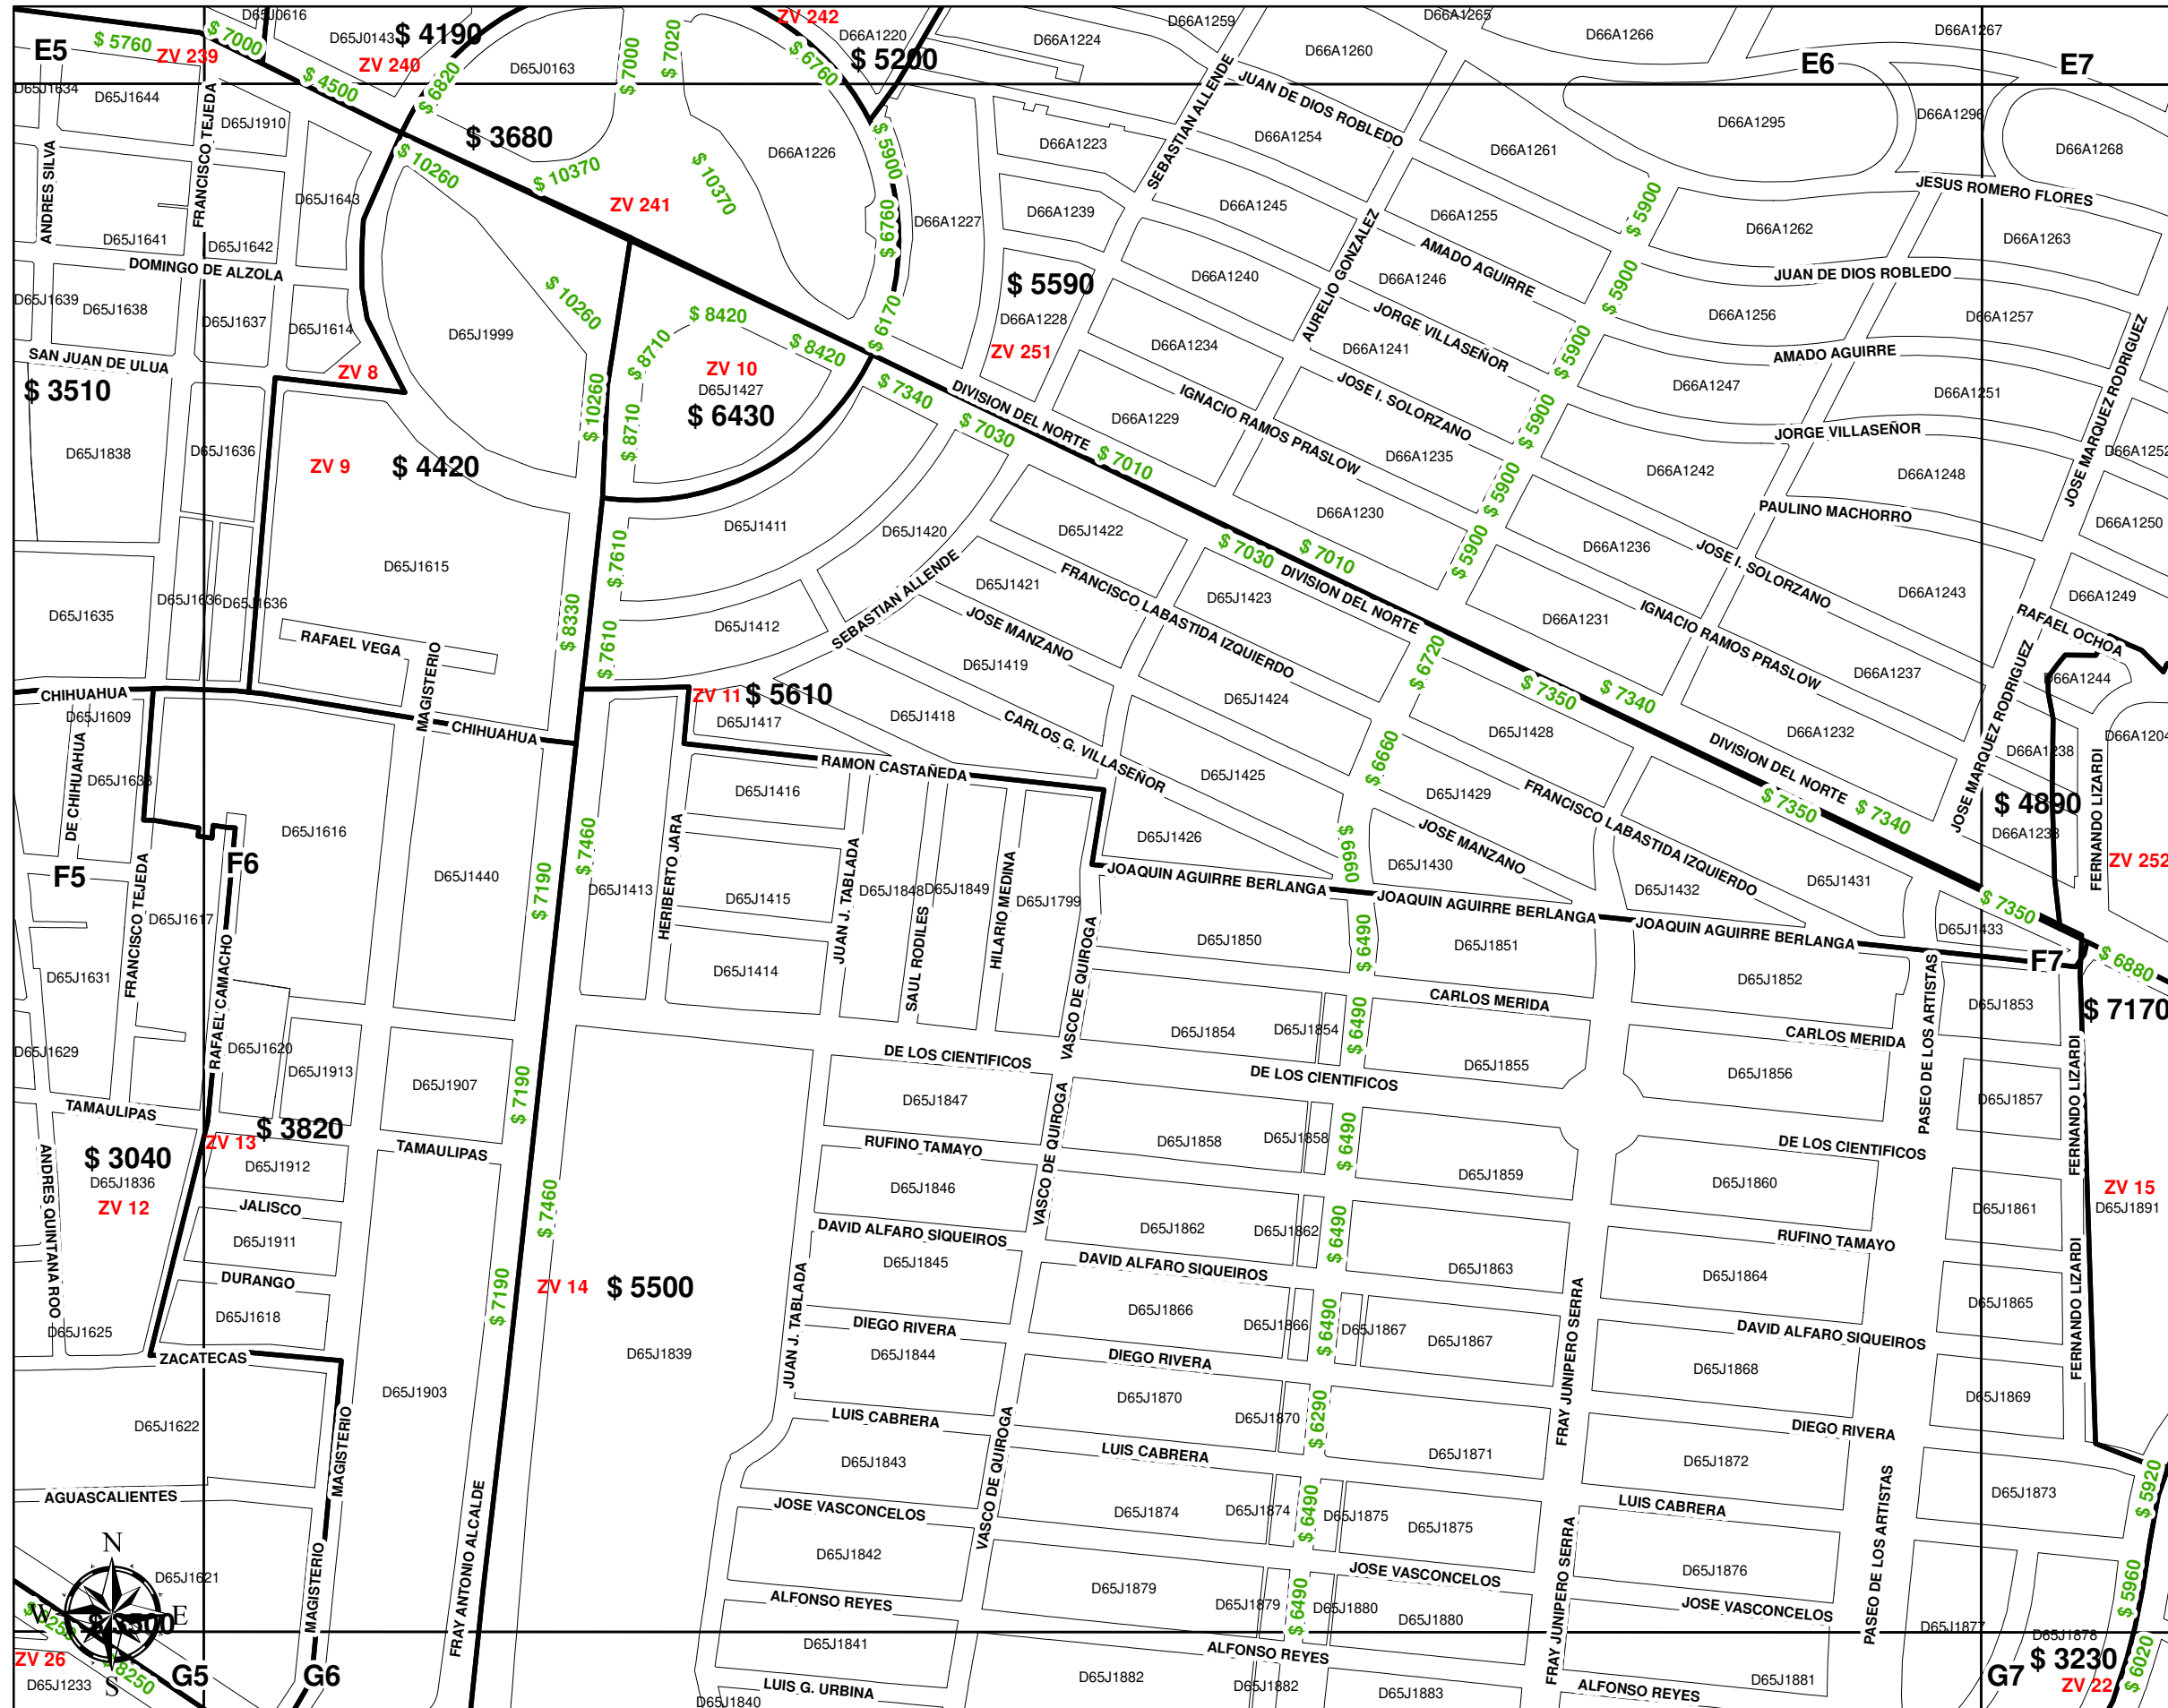 D65J0616
$ 7000
E5
$ 5760
ZV 239
D65J0143
$ 4190
ZV 240
$ 4500
$ 6820
D65J0163
$ 7000
$ 7020
ZV 242
$ 6760
D66A1220
$ 5200
D66A1224
D66A1259
D66A1260
D66A1265
D66A1266
E6
D66A1267
E7
D65J1634
D65J1644
FRANCISCO TEJEDA
D65J1910
$ 10260
$ 3680
$ 10370
$ 10370
ZV 241
D66A1226
$ 5900
$ 6760
D66A1227
D66A1223
D66A1239
SEBASTIAN ALLENDE
JUAN DE DIOS ROBLEDO
D66A1254
D66A1261
D66A1295
D66A1296
D66A1268
JESUS ROMERO FLORES
ANDRES SILVA
D65J1643
D65J1641
D65J1642
DOMINGO DE ALZOLA
D66A1245
D66A1255
$ 5900
D66A1262
D66A1263
AMADO AGUIRRE
JUAN DE DIOS ROBLEDO
D65J1639
D65J1638
D65J1637
D65J1614
D65J1999
$ 10260
$ 8420
$ 8710
$ 8420
$ 6170
$ 5590
D66A1228
ZV 251
D66A1240
AURELIO GONZALEZ
D66A1246
$ 5900
D66A1256
D66A1257
JORGE VILLASEÑOR
AMADO AGUIRRE
JOSE MARQUEZ RODRIGUEZ
SAN JUAN DE ULUA
$ 3510
ZV 8
$ 10260
$ 8710
ZV 10
D65J1427
$ 6430
$ 7340
DIVISION DEL NORTE
$ 7030
D66A1234
D66A1241
$ 5900
D66A1247
D66A1251
IGNACIO RAMOS PRASLOW
JOSE I. SOLORZANO
$ 5900
JORGE VILLASEÑOR
D66A1229
$ 7010
D66A1235
D66A1242
D66A1248
D66A1252
D65J1838
D65J1636
ZV 9
$ 4420
$ 5900
PAULINO MACHORRO
D66A1250
D65J1411
D65J1420
D65J1422
D66A1230
$ 7030
$ 7010
$ 5900
D66A1236
JOSE I. SOLORZANO
D65J1615
$ 7610
$ 8330
SEBASTIAN ALLENDE
D65J1421
FRANCISCO LABASTIDA IZQUIERDO
D65J1423
DIVISION DEL NORTE
D66A1231
IGNACIO RAMOS PRASLOW
D66A1243
D66A1249
RAFAEL OCHOA
D65J1635
D65J1636
D65J1636
RAFAEL VEGA
MAGISTERIO
$ 7610
D65J1412
JOSE MANZANO
D65J1419
$ 6720
$ 7350
$ 7340
D66A1237
D66A1244
CHIHUAHUA
D65J1609
CHIHUAHUA
ZV 11
$ 5610
D65J1417
D65J1418
CARLOS G. VILLASEÑOR
D65J1424
D65J1428
DIVISION DEL NORTE
D66A1232
JOSE MARQUEZ RODRIGUEZ
D66A1238
D66A1204
FERNANDO LIZARDI
DE CHIHUAHUA
D65J1633
RAMON CASTAÑEDA
D65J1416
D65J1425
$ 6660
D65J1429
FRANCISCO LABASTIDA IZQUIERDO
$ 7350
$ 7340
$ 4890
D66A1233
ZV 252
D65J1616
$ 7460
HERIBERTO JARA
D65J1426
$ 6660
JOSE MANZANO
D65J1430
F5
F6
D65J1440
$ 7190
D65J1413
D65J1415
JUAN J. TABLADA
D65J1848
D65J1849
SAUL RODILES
HILARIO MEDINA
D65J1799
JOAQUIN AGUIRRE BERLANGA
JOAQUIN AGUIRRE BERLANGA
D65J1432
D65J1431
JOAQUIN AGUIRRE BERLANGA
$ 7350
D65J1433
FRANCISCO TEJEDA
D65J1617
RAFAEL CAMACHO
VASCO DE QUIROGA
D65J1850
$ 6490
D65J1851
D65J1852
F7
$ 6880
D65J1631
D65J1414
CARLOS MERIDA
PASEO DE LOS ARTISTAS
D65J1853
$ 7170
D65J1629
D65J1620
D65J1913
D65J1907
$ 7190
DE LOS CIENTIFICOS
D65J1854
D65J1854
$ 6490
DE LOS CIENTIFICOS
D65J1855
CARLOS MERIDA
D65J1856
D65J1857
FERNANDO LIZARDI
TAMAULIPAS
$ 3820
ZV 13
D65J1847
RUFINO TAMAYO
VASCO DE QUIROGA
D65J1858
D65J1858
$ 6490
D65J1859
DE LOS CIENTIFICOS
ANDRES QUINTANA ROO
$ 3040
D65J1836
ZV 12
D65J1912
JALISCO
TAMAULIPAS
$ 7460
D65J1846
DAVID ALFARO SIQUEIROS
D65J1862
D65J1862
$ 6490
D65J1860
RUFINO TAMAYO
D65J1861
ZV 15
D65J1891
D65J1911
DURANGO
D65J1618
$ 7190
ZV 14
$ 5500
D65J1845
DAVID ALFARO SIQUEIROS
D65J1863
D65J1864
FERNANDO LIZARDI
D65J1625
ZACATECAS
D65J1903
D65J1839
JUAN J. TABLADA
DIEGO RIVERA
D65J1844
D65J1866
D65J1866
$ 6490
D65J1867
D65J1867
FRAY JUNIPERO SERRA
DAVID ALFARO SIQUEIROS
D65J1865
DIEGO RIVERA
D65J1868
D65J1869
D65J1622
MAGISTERIO
LUIS CABRERA
VASCO DE QUIROGA
D65J1870
D65J1870
$ 6290
DIEGO RIVERA
LUIS CABRERA
D65J1871
D65J1872
D65J1843
AGUASCALIENTES
FRAY ANTONIO ALCALDE
JOSE VASCONCELOS
D65J1874
D65J1874
$ 6490
D65J1875
D65J1875
LUIS CABRERA
D65J1873
$ 5920
N
D65J1621
MAGISTERIO
D65J1842
ALFONSO REYES
D65J1879
D65J1879
JOSE VASCONCELOS
FRAY JUNIPERO SERRA
D65J1876
PASEO DE LOS ARTISTAS
$ 5960
W
E
S
$ 3500
$ 8250
$ 6490
D65J1880
D65J1880
JOSE VASCONCELOS
D65J1877
D65J1878
ZV 26
D65J1233
$ 8250
G5
G6
D65J1841
ALFONSO REYES
LUIS G. URBINA
D65J1840
D65J1882
D65J1882
D65J1883
ALFONSO REYES
D65J1881
G7
$ 3230
ZV 22
$ 6020
$ 5900
$ 6490